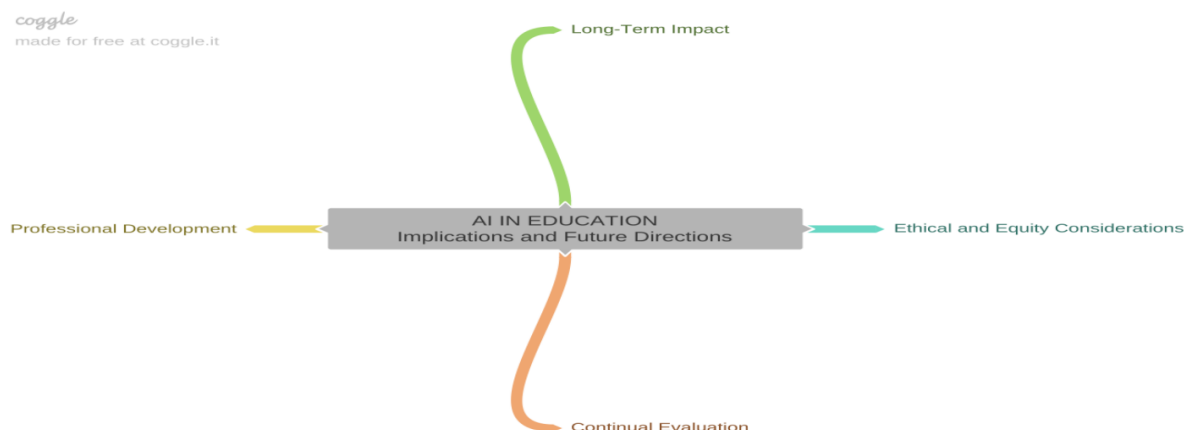 coggle
made for free at coggle.it
Long-Term Impact
AI IN EDUCATION
Implications and Future Directions
Professional Development
Ethical and Equity Considerations
Continual Evaluation